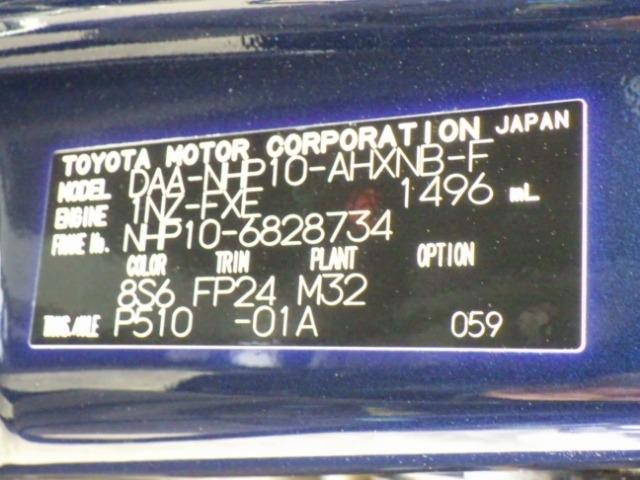 TOYOTA MOTOR CORPORATION JAPAN
MODEL DAA-NHP10-AHXNB-F
ENGINE 1NZ-FXE 1496 mL
FRAME No. NHP10-6828734
COLOR TRIM PLANT OPTION
8S6 FP24 M32
TRANS./AXLE P510 -01A 059